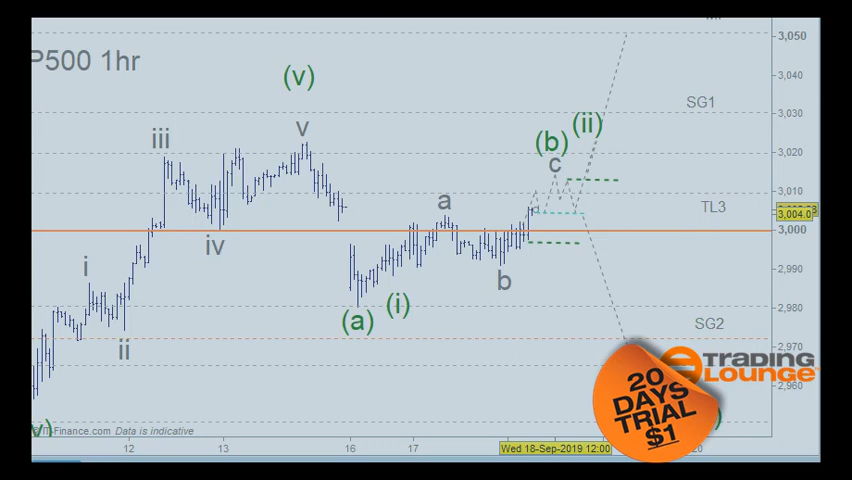 P500 1hr
(v)
iii
v
(b)
c
(ii)
SG1
a
TL3
iv
i
b
ii
(a)
(i)
SG2
3,050
3,040
3,030
3,020
3,010
3,004.0
3,000
2,990
2,980
2,970
2,960
TRADING
LOUNGE
20
DAYS
TRIAL
$1
IT-Finance.com Data is indicative
12
13
16
17
Wed 18-Sep-2019 12:00
20